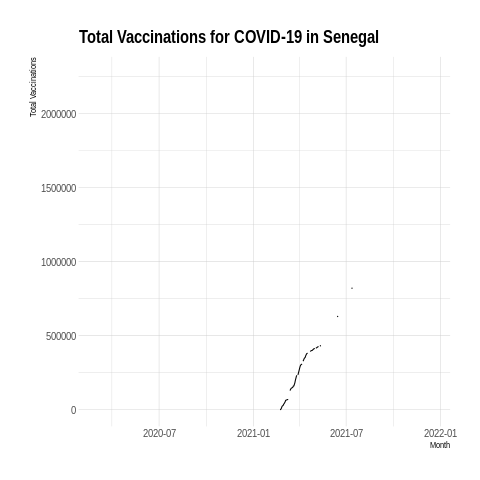 Total Vaccinations for COVID-19 in Senegal
Total Vaccinations
2000000
1500000
1000000
500000
0
2020-07 2021-01 2021-07 2022-01
Month